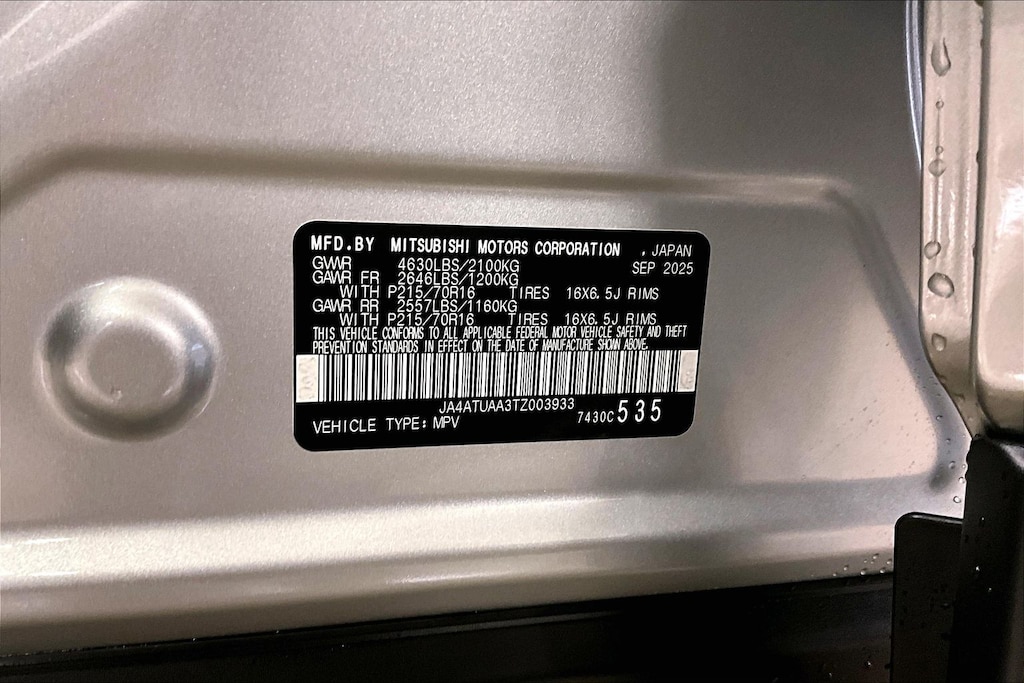 MFD.BY MITSUBISHI MOTORS CORPORATION , JAPAN
GVWR 4630LBS/2100KG SEP 2025
GAWR FR 2646LBS/1200KG
WITH P215/70R16 TIRES 16X6.5J RIMS
GAWR RR 2557LBS/1160KG
WITH P215/70R16 TIRES 16X6.5J RIMS
THIS VEHICLE CONFORMS TO ALL APPLICABLE FEDERAL MOTOR VEHICLE SAFETY AND THEFT
PREVENTION STANDARDS IN EFFECT ON THE DATE OF MANUFACTURE SHOWN ABOVE.
JA4ATUAA3TZ003933
VEHICLE TYPE: MPV 7430C 535